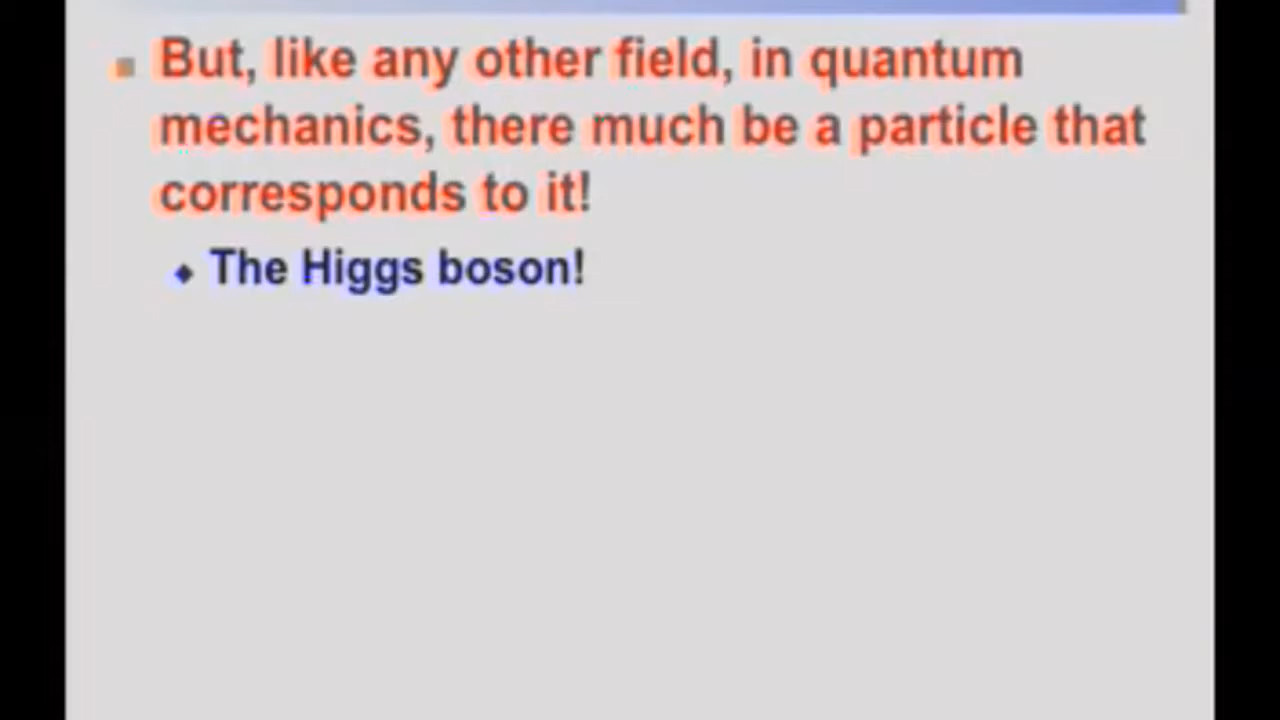 But, like any other field, in quantum
mechanics, there much be a particle that
corresponds to it!
The Higgs boson!